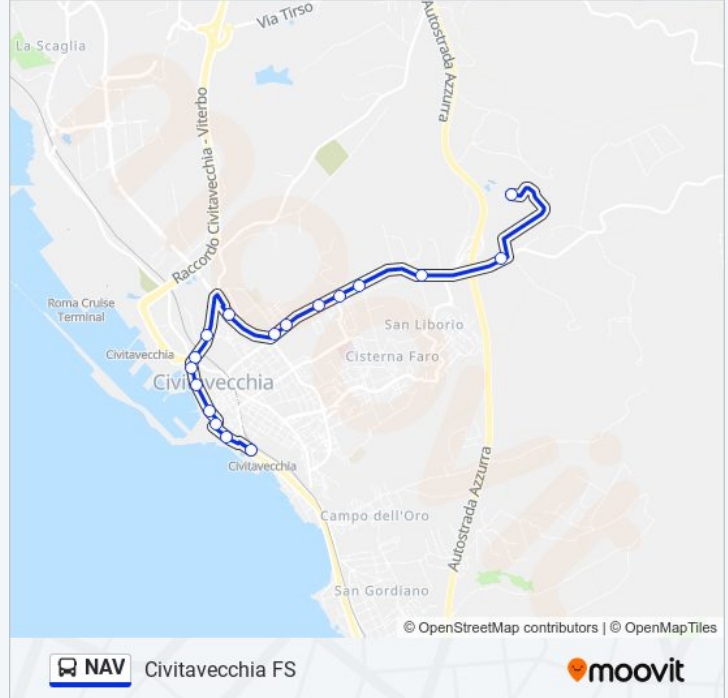 Via Tirso
La Scaglia
Autostrada Azzurra
Raccordo Civitavecchia - Viterbo
Roma Cruise
Terminal
San Liborio
Civitavecchia
Cisterna Faro
Civitavecchia
Civitavecchia
Autostrada Azzurra
Campo dell'Oro
San Gordiano
© OpenStreetMap contributors | © OpenMapTiles
NAV Civitavecchia FS
moovit